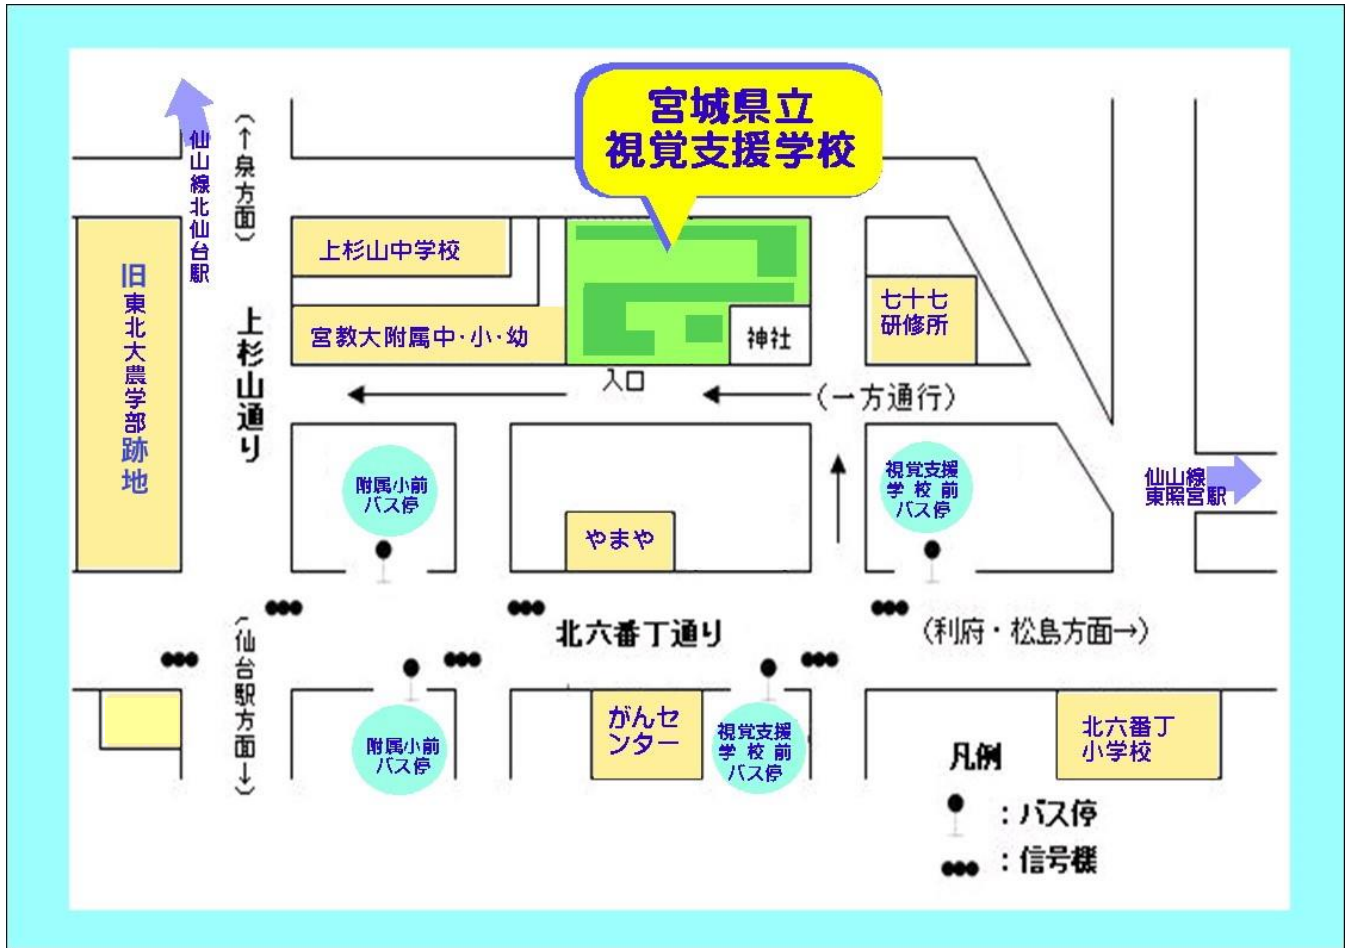 宮城県立
視覚支援学校
仙山線北仙台駅
(↑泉方面)
上杉山中学校
旧東北大農学部跡地
宮教大附属中・小・幼
神社
七十七
研修所
上杉山通り
入口
(一方通行)
附属小前
バス停
視覚支援
学校前
バス停
仙山線
東照宮駅
やまや
北六番丁通り
(利府・松島方面→)
(仙台駅方面→)
附属小前
バス停
がんセ
ンター
視覚支援
学校前
バス停
北六番丁
小学校
凡例
:バス停
:信号機